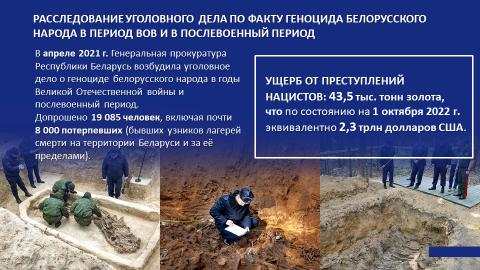 РАССЛЕДОВАНИЕ УГОЛОВНОГО ДЕЛА ПО ФАКТУ ГЕНОЦИДА БЕЛОРУССКОГО
НАРОДА В ПЕРИОД ВОВ И В ПОСЛЕВОЕННЫЙ ПЕРИОД
В апреле 2021 г. Генеральная прокуратура
Республики Беларусь возбудила уголовное
дело о геноциде белорусского народа в годы
Великой Отечественной войны и
послевоенный период.
Допрошено 19 085 человек, включая почти
8 000 потерпевших (бывших узников лагерей
смерти на территории Беларуси и за её
пределами).
УЩЕРБ ОТ ПРЕСТУПЛЕНИЙ
НАЦИСТОВ: 43,5 тыс. тонн золота,
что по состоянию на 1 октября 2022 г.
эквивалентно 2,3 трлн долларов США.